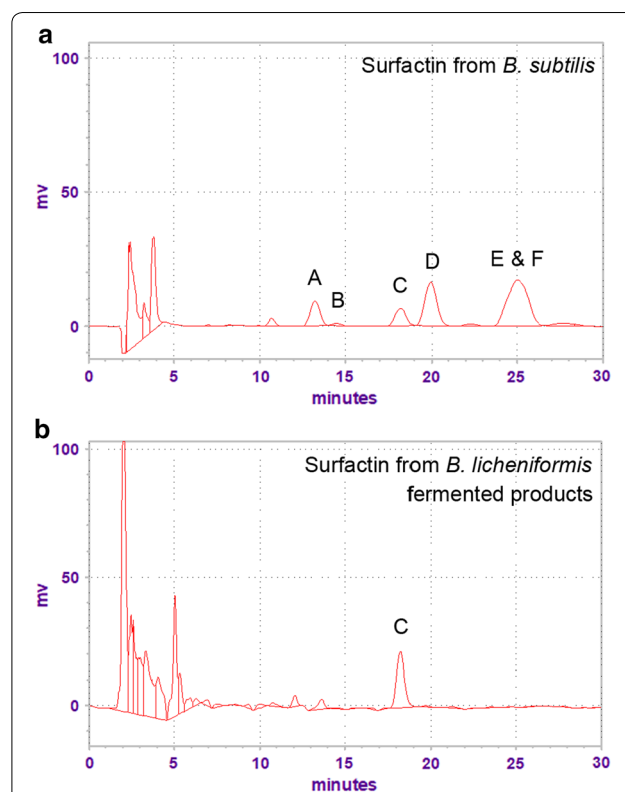 a
100
Surfactin from B. subtilis
50
mv
A
B
C
D
E & F
0
0 5 10 15 20 25 30
minutes
b
100
Surfactin from B. licheniformis
fermented products
50
mv
C
0
0 5 10 15 20 25 30
minutes